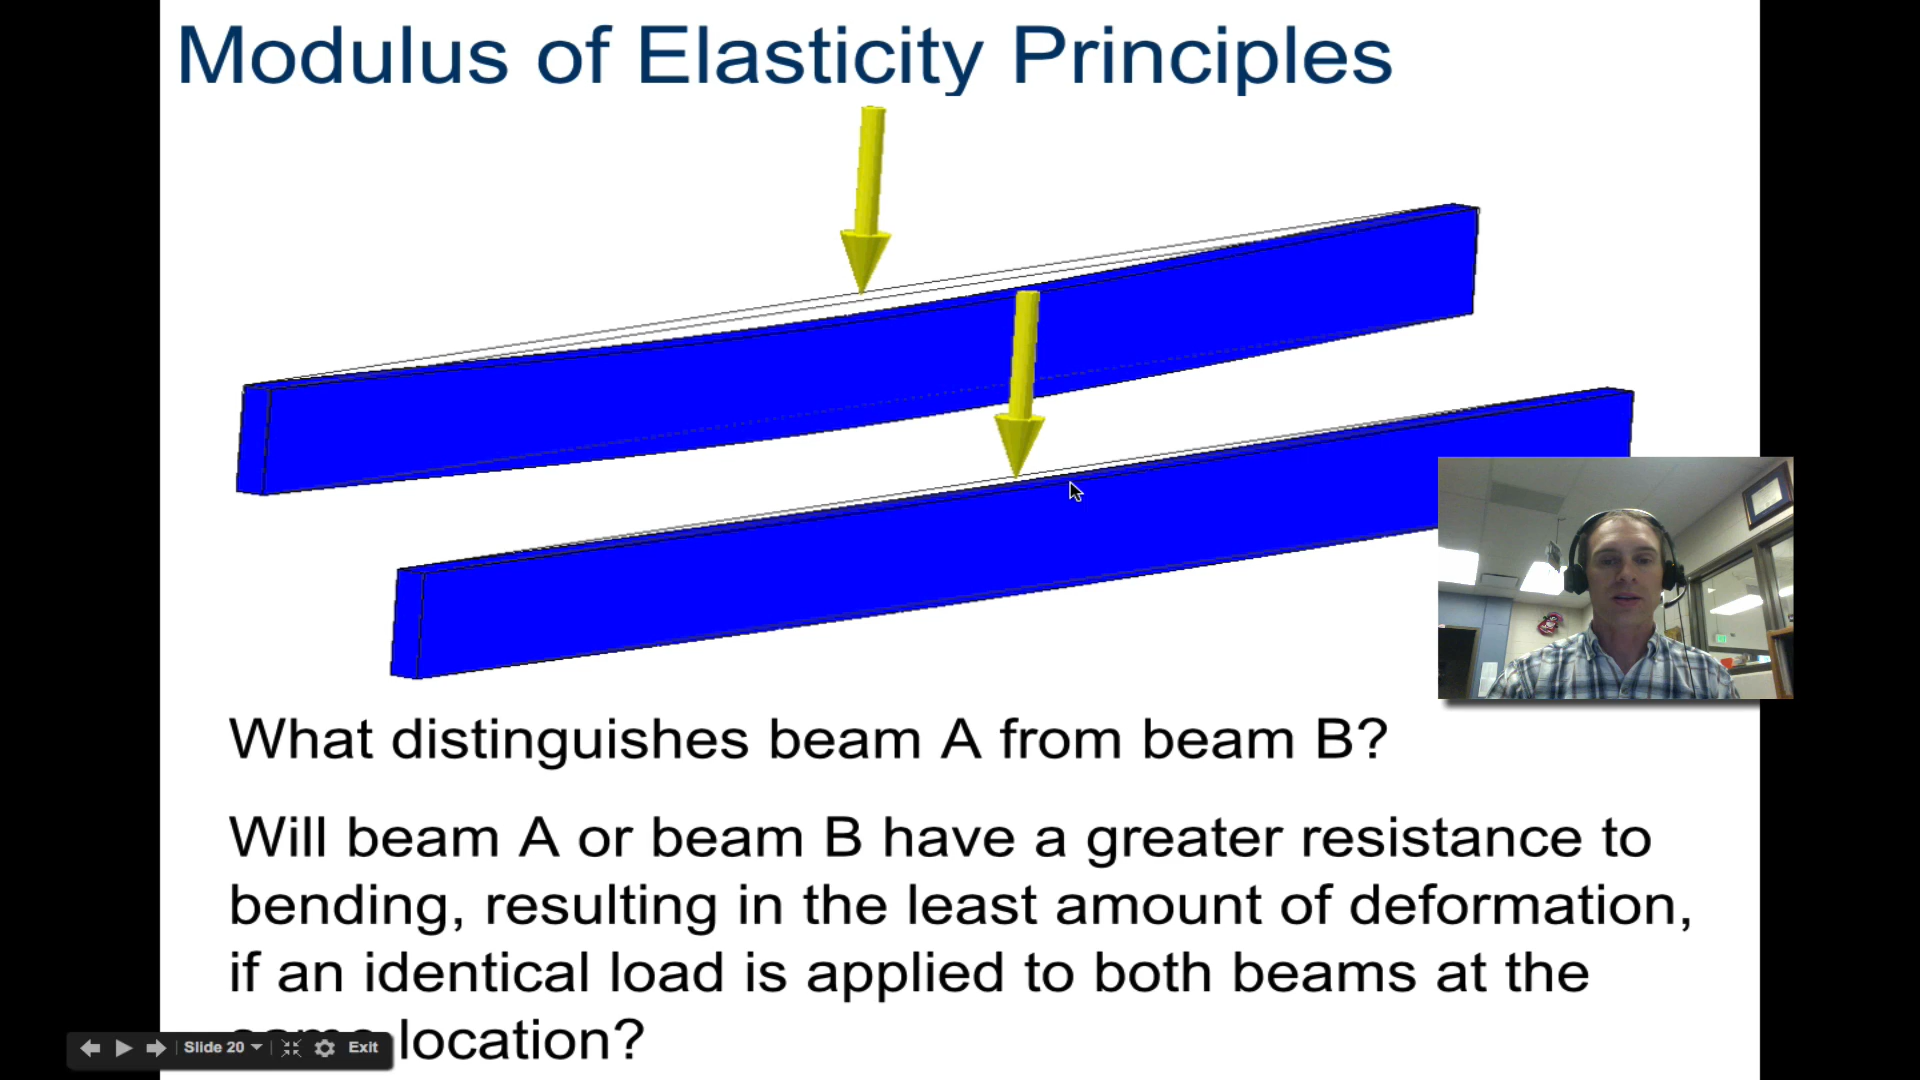 Modulus of Elasticity Principles
What distinguishes beam A from beam B?
Will beam A or beam B have a greater resistance to
bending, resulting in the least amount of deformation,
if an identical load is applied to both beams at the
same location?
Slide 20
Exit